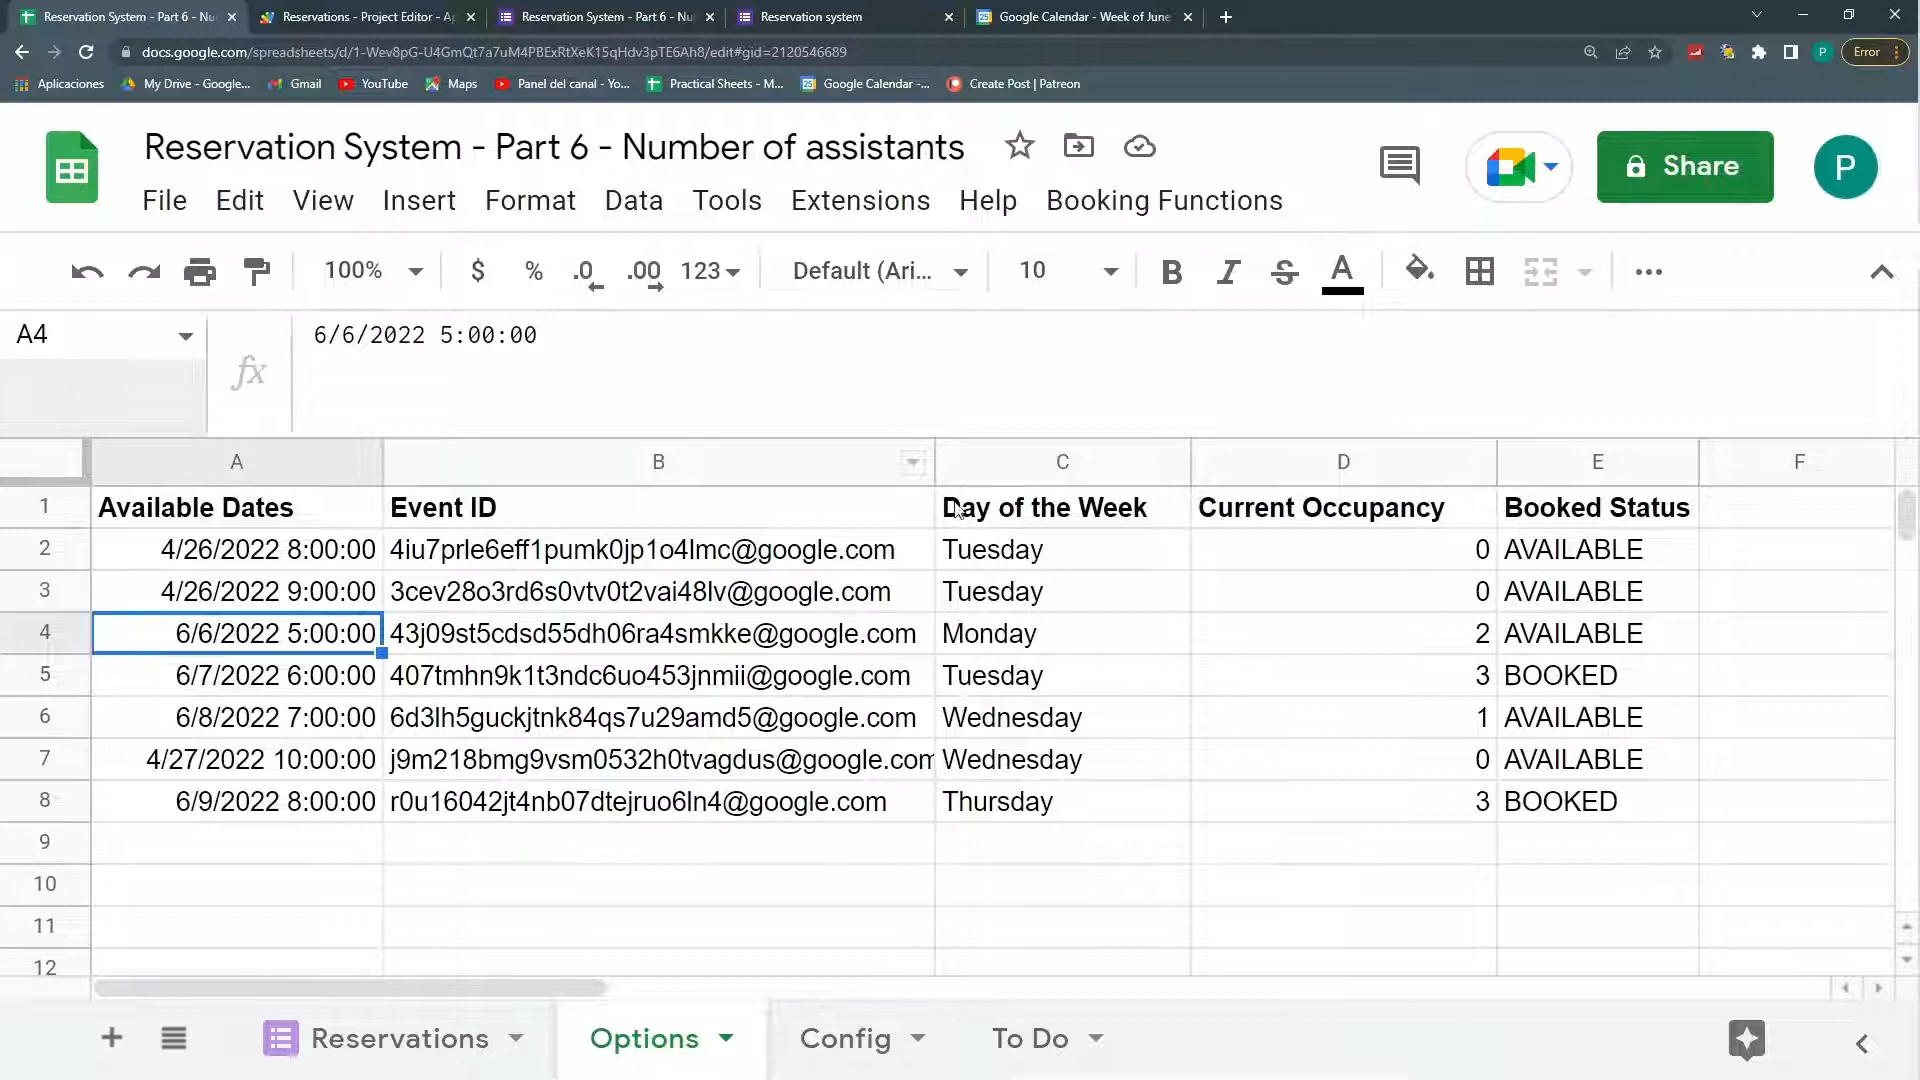 Reservation System - Part 6 - Nu
Reservations - Project Editor - A
Reservation System - Part 6 - Nu
Reservation system
Google Calendar - Week of June
docs.google.com/spreadsheets/d/1-Wev8pG-U4GmQt7a7uM4PBExRtXeK15qHdv3pTE6Ah8/edit#gid=2120546689
P
Error
Aplicaciones
My Drive - Google...
Gmail
YouTube
Maps
Panel del canal - Yo...
Practical Sheets - M...
Google Calendar -...
Create Post | Patreon
Reservation System - Part 6 - Number of assistants
Share
P
File Edit View Insert Format Data Tools Extensions Help Booking Functions
100% $ % .0 .00 123 Default (Ari... 10 B I S A
A4 fx 6/6/2022 5:00:00
A B C D E F
1 Available Dates Event ID Day of the Week Current Occupancy Booked Status
2 4/26/2022 8:00:00 4iu7prle6eff1pumk0jp1o4lmc@google.com Tuesday 0 AVAILABLE
3 4/26/2022 9:00:00 3cev28o3rd6s0vtv0t2vai48lv@google.com Tuesday 0 AVAILABLE
4 6/6/2022 5:00:00 43j09st5cdsd55dh06ra4smkke@google.com Monday 2 AVAILABLE
5 6/7/2022 6:00:00 407tmhn9k1t3ndc6uo453jnmii@google.com Tuesday 3 BOOKED
6 6/8/2022 7:00:00 6d3lh5guckjtnk84qs7u29amd5@google.com Wednesday 1 AVAILABLE
7 4/27/2022 10:00:00 j9m218bmg9vsm0532h0tvagdus@google.com Wednesday 0 AVAILABLE
8 6/9/2022 8:00:00 r0u16042jt4nb07dtejruo6ln4@google.com Thursday 3 BOOKED
9
10
11
12
Reservations Options Config To Do